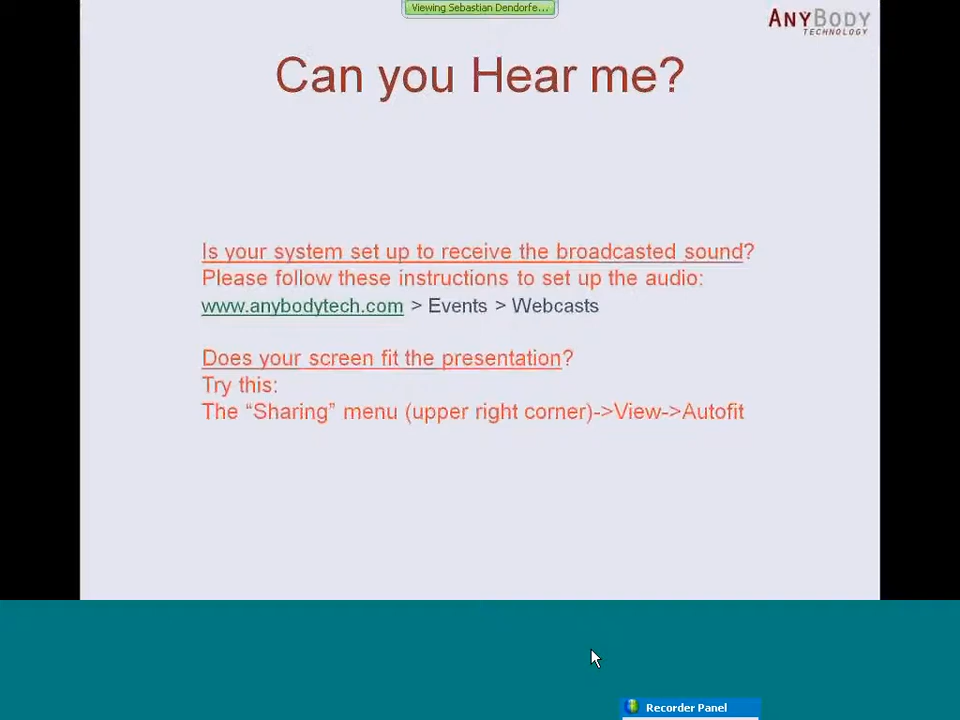 Viewing Sebastian Dendorfe...
ANYBODY
TECHNOLOGY
Can you Hear me?
Is your system set up to receive the broadcasted sound?
Please follow these instructions to set up the audio:
www.anybodytech.com > Events > Webcasts
Does your screen fit the presentation?
Try this:
The “Sharing” menu (upper right corner)->View->Autofit
Recorder Panel